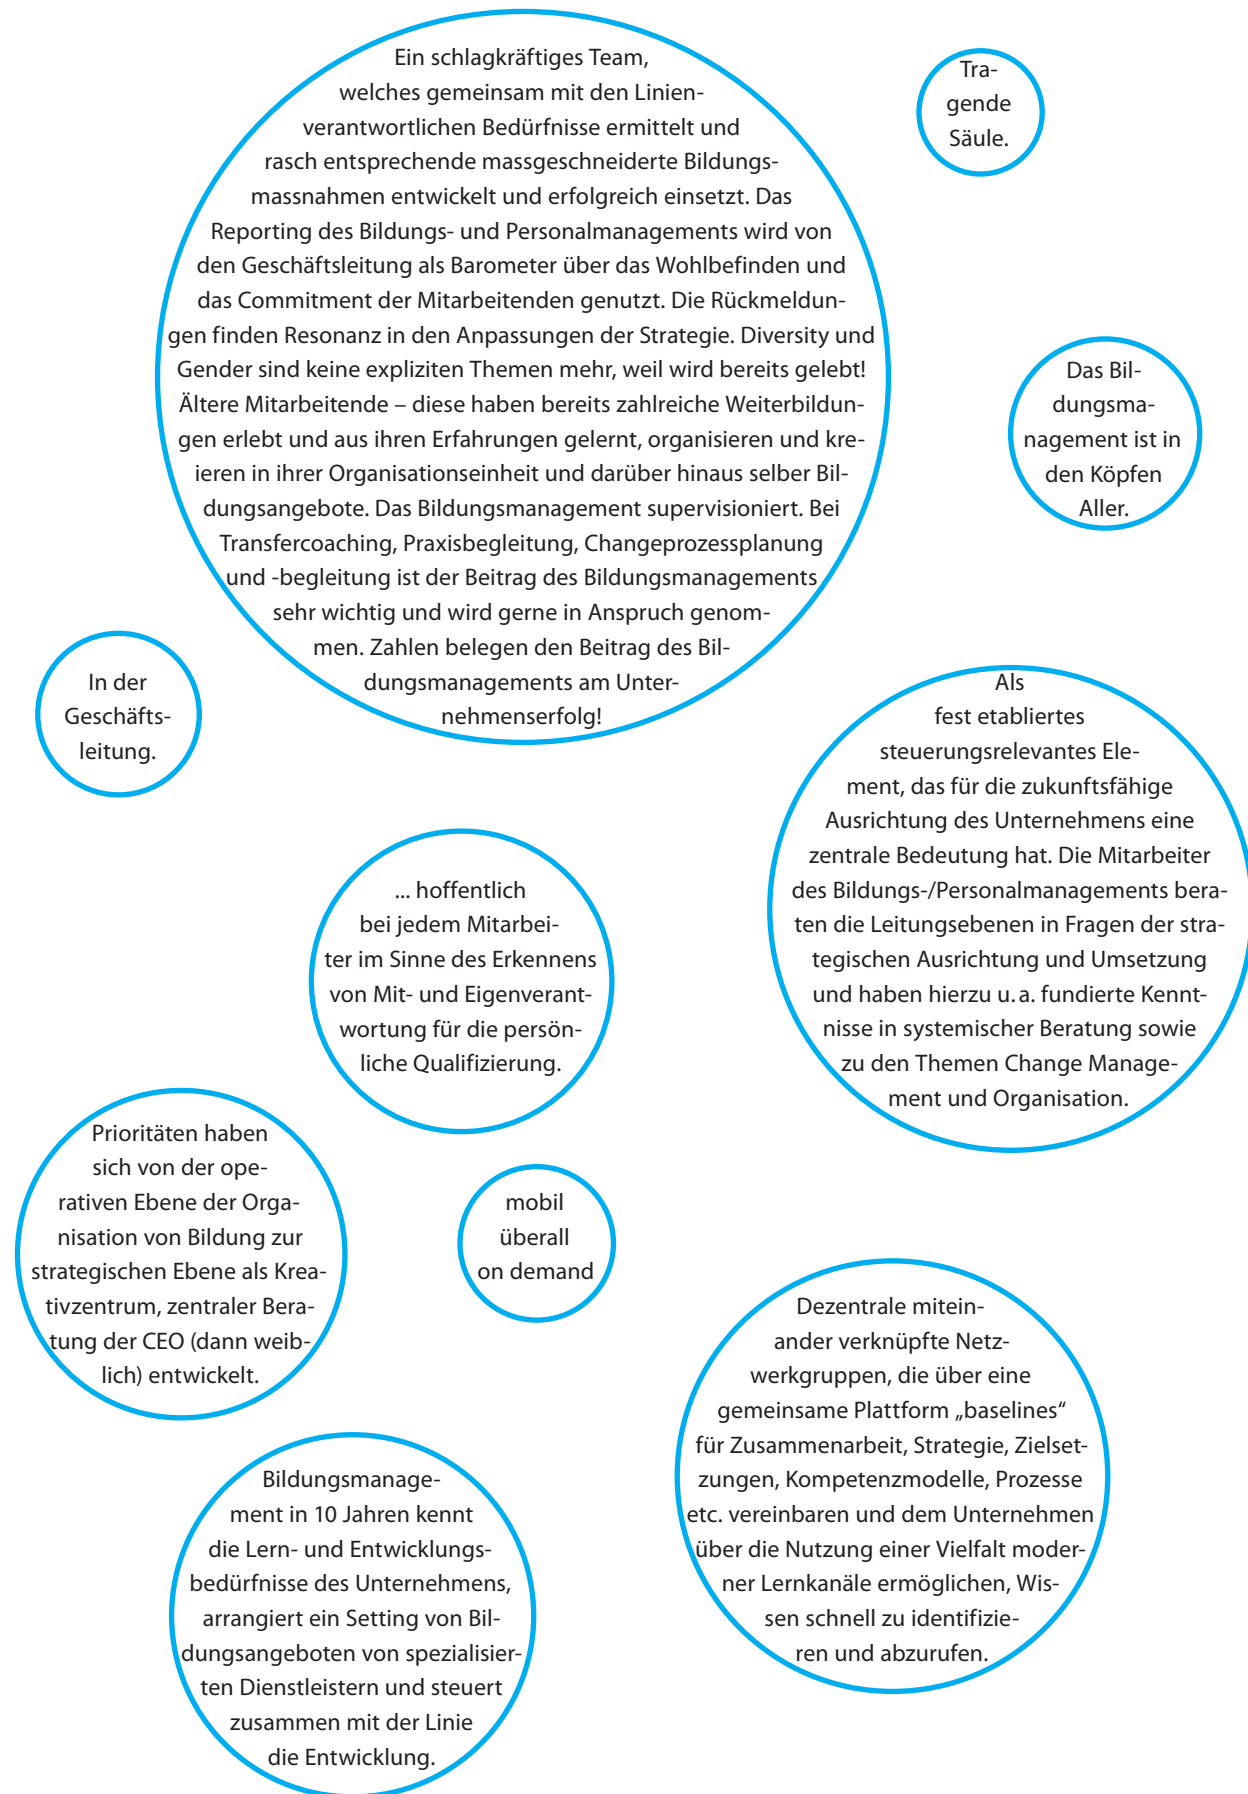 Ein schlagkräftiges Team,
welches gemeinsam mit den Linien-
verantwortlichen Bedürfnisse ermittelt und
rasch entsprechende massgeschneiderte Bildungs-
massnahmen entwickelt und erfolgreich einsetzt. Das
Reporting des Bildungs- und Personalmanagements wird von
den Geschäftsleitung als Barometer über das Wohlbefinden und
das Commitment der Mitarbeitenden genutzt. Die Rückmeldun-
gen finden Resonanz in den Anpassungen der Strategie. Diversity und
Gender sind keine expliziten Themen mehr, weil wird bereits gelebt!
Ältere Mitarbeitende – diese haben bereits zahlreiche Weiterbildun-
gen erlebt und aus ihren Erfahrungen gelernt, organisieren und kre-
ieren in ihrer Organisationseinheit und darüber hinaus selber Bil-
dungsangebote. Das Bildungsmanagement supervisioniert. Bei
Transfercoaching, Praxisbegleitung, Changeprozessplanung
und -begleitung ist der Beitrag des Bildungsmanagements
sehr wichtig und wird gerne in Anspruch genom-
men. Zahlen belegen den Beitrag des Bil-
dungsmanagements am Unter-
nehmenserfolg!
Tra-
gende
Säule.
Das Bil-
dungsma-
nagement ist in
den Köpfen
Aller.
In der
Geschäfts-
leitung.
Als
fest etabliertes
steuerungsrelevantes Ele-
ment, das für die zukunftsfähige
Ausrichtung des Unternehmens eine
zentrale Bedeutung hat. Die Mitarbeiter
des Bildungs-/Personalmanagements bera-
ten die Leitungsebenen in Fragen der stra-
tegischen Ausrichtung und Umsetzung
und haben hierzu u. a. fundierte Kennt-
nisse in systemischer Beratung sowie
zu den Themen Change Manage-
ment und Organisation.
... hoffentlich
bei jedem Mitarbei-
ter im Sinne des Erkennens
von Mit- und Eigenverant-
wortung für die persön-
liche Qualifizierung.
Prioritäten haben
sich von der ope-
rativen Ebene der Orga-
nisation von Bildung zur
strategischen Ebene als Krea-
tivzentrum, zentraler Bera-
tung der CEO (dann weib-
lich) entwickelt.
mobil
überall
on demand
Dezentrale mitein-
ander verknüpfte Netz-
werkgruppen, die über eine
gemeinsame Plattform „baselines“
für Zusammenarbeit, Strategie, Zielset-
zungen, Kompetenzmodelle, Prozesse
etc. vereinbaren und dem Unternehmen
über die Nutzung einer Vielfalt moder-
ner Lernkanäle ermöglichen, Wis-
sen schnell zu identifizie-
ren und abzurufen.
Bildungsmanage-
ment in 10 Jahren kennt
die Lern- und Entwicklungs-
bedürfnisse des Unternehmens,
arrangiert ein Setting von Bil-
dungsangeboten von spezialisier-
ten Dienstleistern und steuert
zusammen mit der Linie
die Entwicklung.